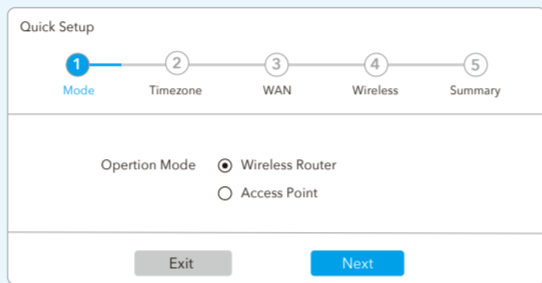 Quick Setup
1 2 3 4 5
Mode Timezone WAN Wireless Summary
Opertion Mode Wireless Router
Access Point
Exit Next